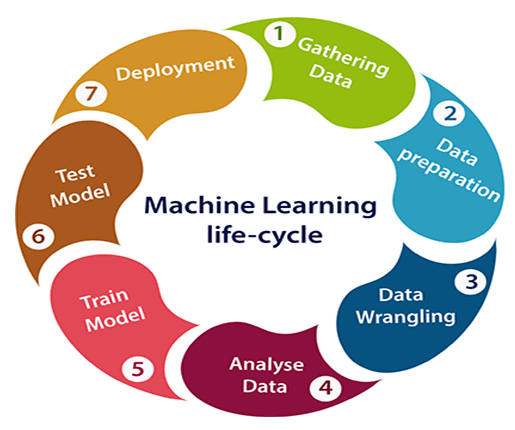 Machine Learning
life-cycle
1
Gathering
Data
2
Data
preparation
3
Data
Wrangling
4
Analyse
Data
5
Train
Model
6
Test
Model
7
Deployment